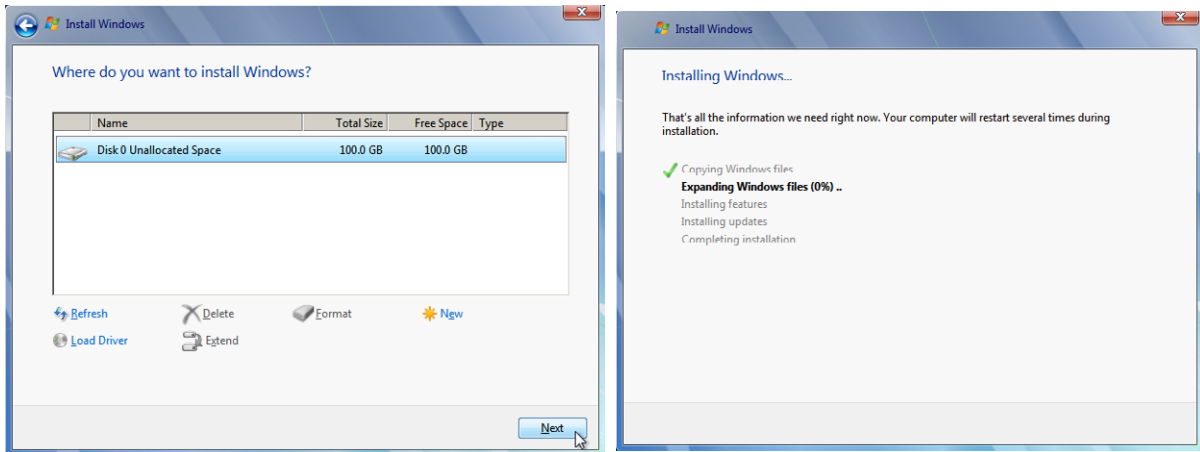 Install Windows
Where do you want to install Windows?
Name Total Size Free Space Type
Disk 0 Unallocated Space 100.0 GB 100.0 GB
Refresh Delete Format New
Load Driver Extend
Next
Install Windows
Installing Windows...
That's all the information we need right now. Your computer will restart several times during
installation.
Copying Windows files
Expanding Windows files (0%) ..
Installing features
Installing updates
Completing installation